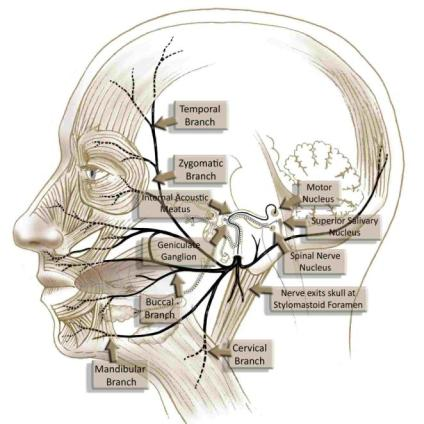 Temporal
Branch
Zygomatic
Branch
Internal Acoustic
Meatus
Motor
Nucleus
Superior Salivary
Nucleus
Geniculate
Ganglion
Spinal Nerve
Nucleus
Nerve exits skull at
Stylomastoid Foramen
Buccal
Branch
Cervical
Branch
Mandibular
Branch